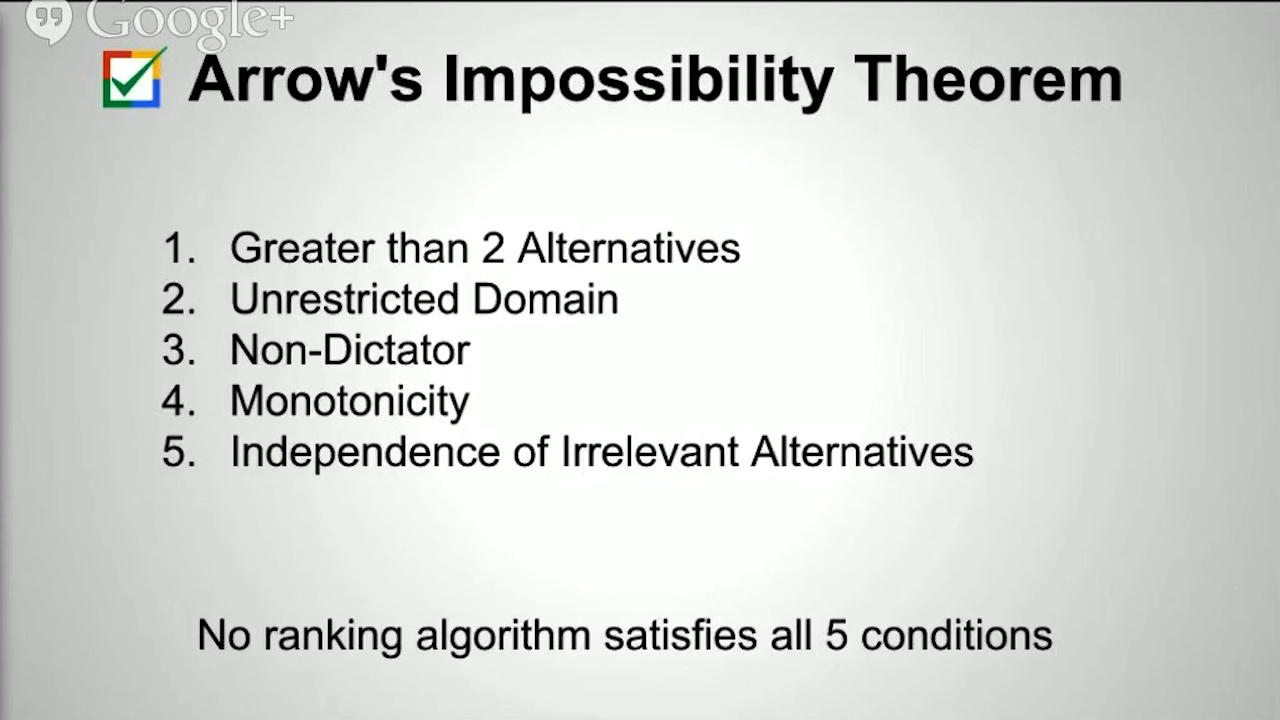 Google+
Arrow's Impossibility Theorem
1. Greater than 2 Alternatives
2. Unrestricted Domain
3. Non-Dictator
4. Monotonicity
5. Independence of Irrelevant Alternatives
No ranking algorithm satisfies all 5 conditions